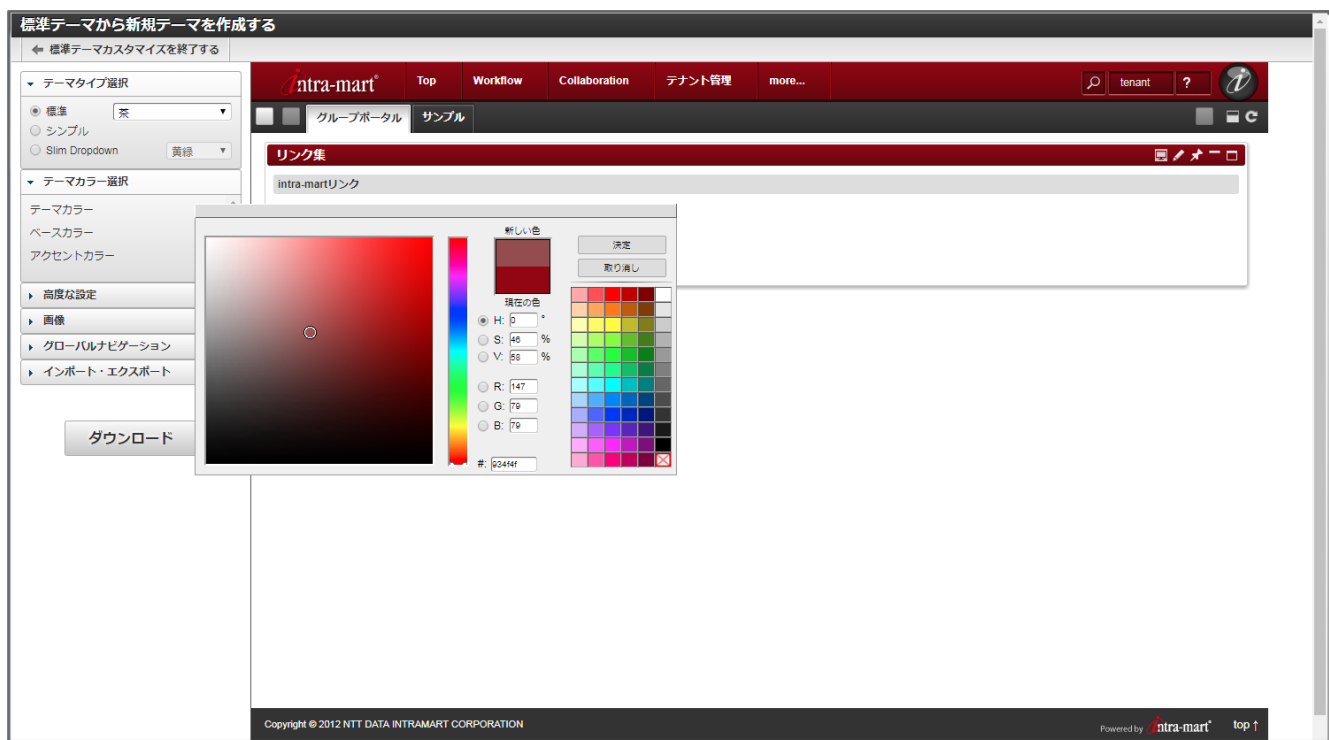 標準テーマから新規テーマを作成する
標準テーマカスタマイズを終了する
テーマタイプ選択
標準 茶
シンプル
Slim Dropdown 黄緑
テーマカラー選択
テーマカラー
ベースカラー
アクセントカラー
高度な設定
画像
グローバルナビゲーション
インポート・エクスポート
ダウンロード
intra-mart Top Workflow Collaboration テナント管理 more... tenant ?
グループポータル サンプル
リンク集
intra-martリンク
新しい色
現在の色
決定
取り消し
H: 0 °
S: 46 %
V: 58 %
R: 147
G: 79
B: 79
#: 934f4f
Copyright © 2012 NTT DATA INTRAMART CORPORATION
Powered by intra-mart top ↑